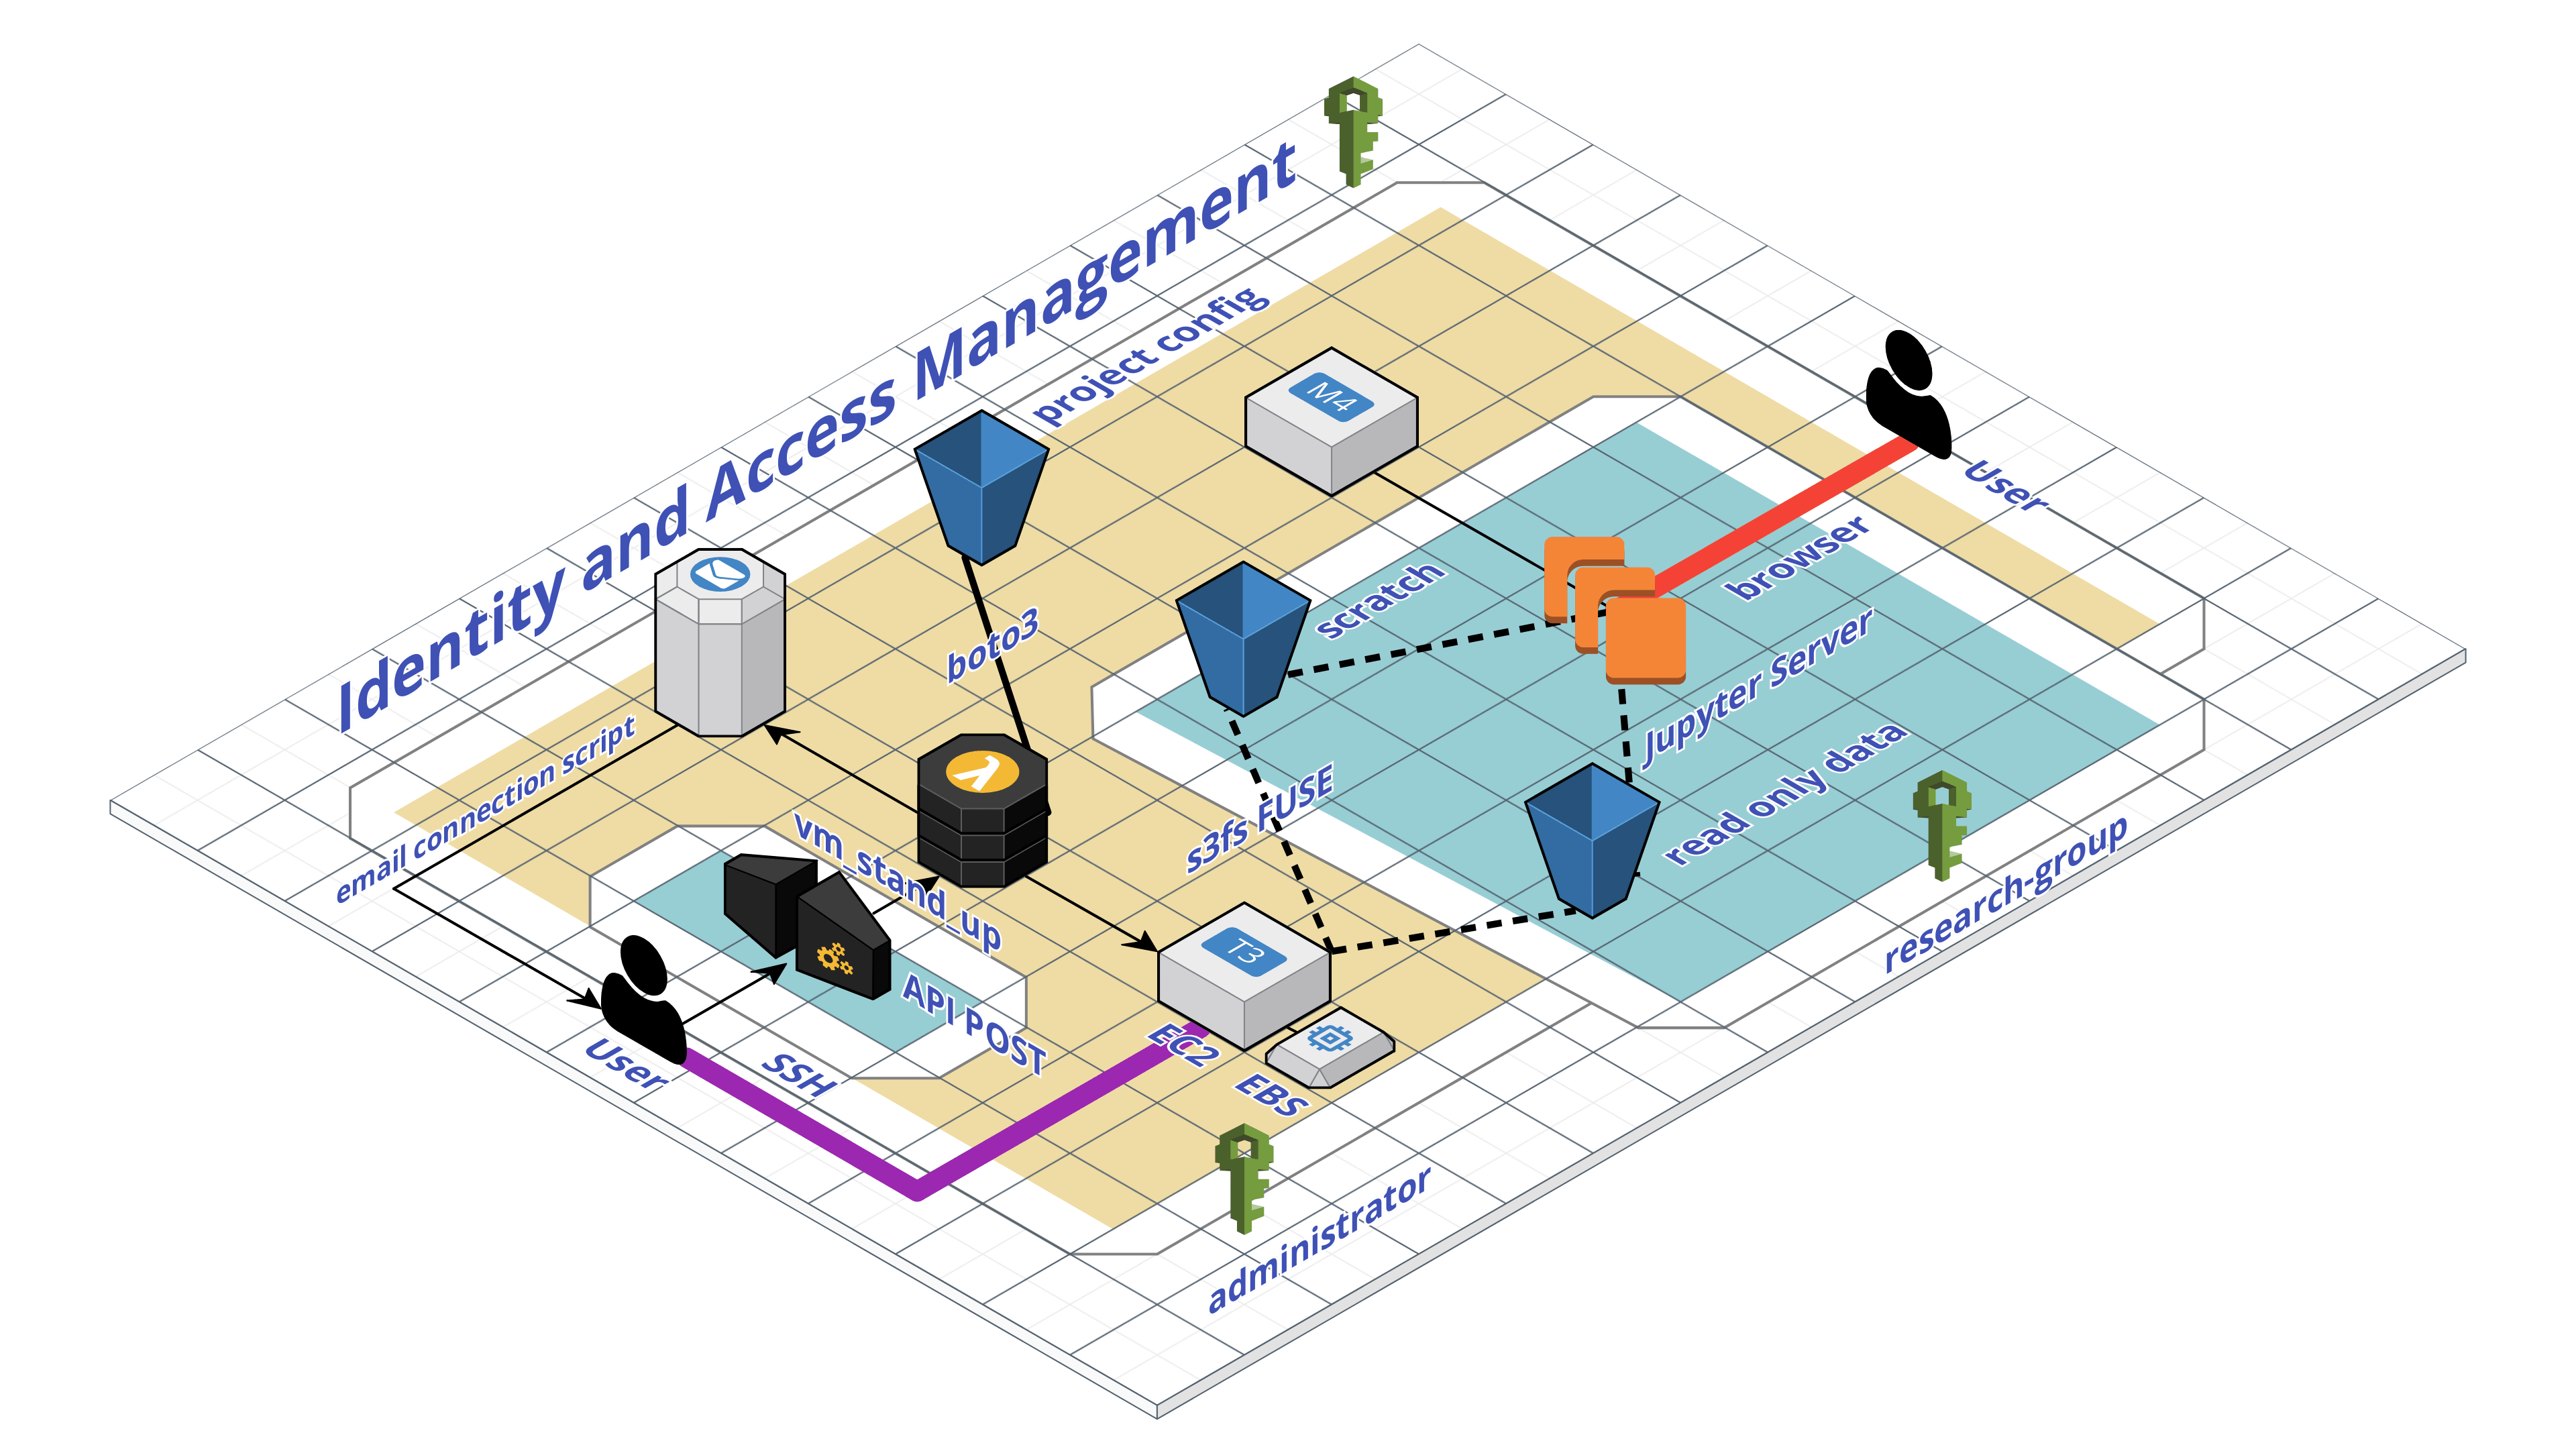 Identity and Access Management
project config
M4
User
browser
scratch
boto3
Jupyter Server
email connection script
read only data
vm_stand_up
s3fs FUSE
research-group
T3
API POST
EC2
User
SSH
EBS
administrator